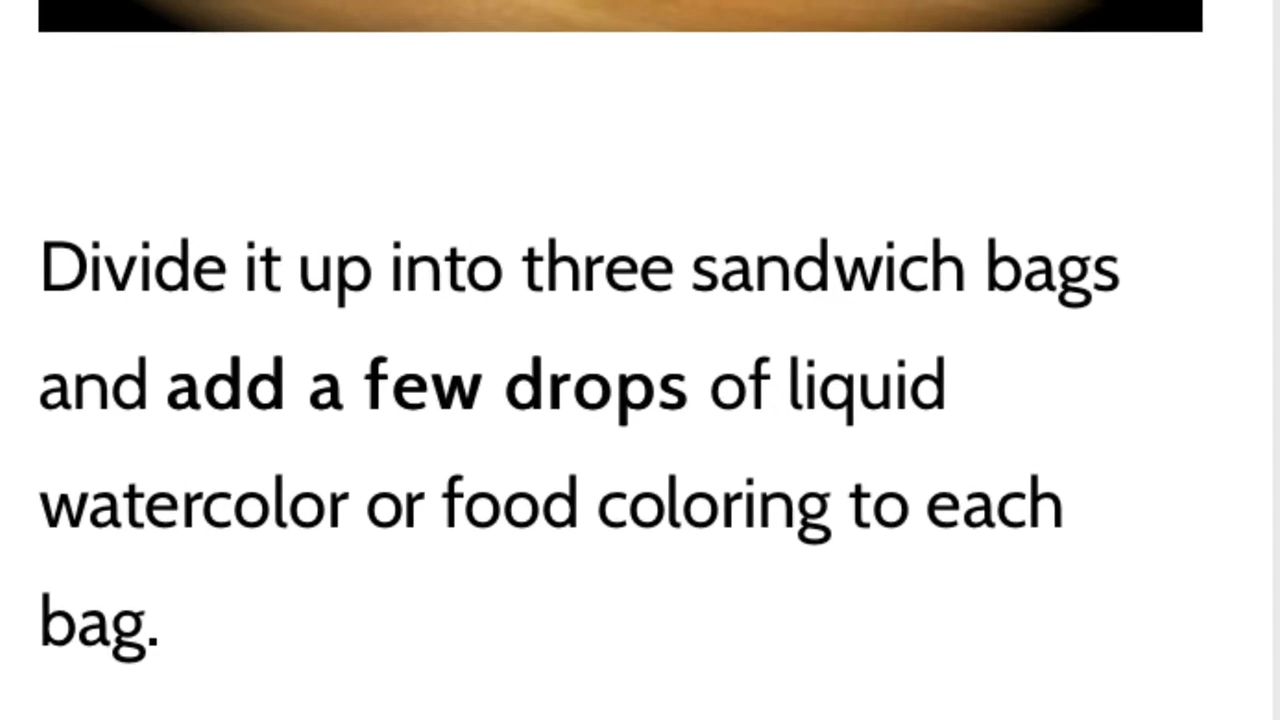 Divide it up into three sandwich bags
and add a few drops of liquid
watercolor or food coloring to each
bag.